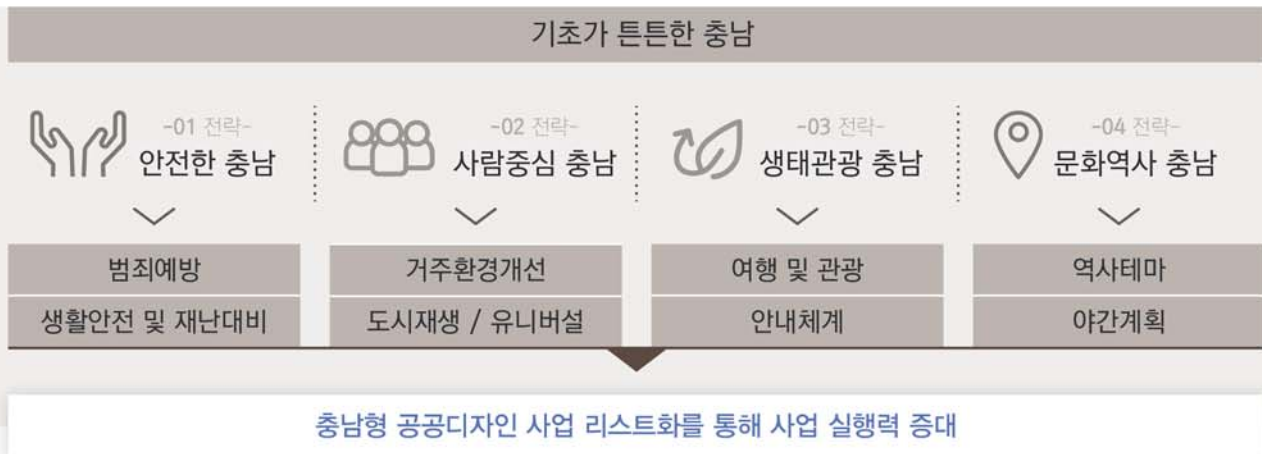 기초가 튼튼한 충남
-01 전략-
안전한 충남
-02 전략-
사람중심 충남
-03 전략-
생태관광 충남
-04 전략-
문화역사 충남
범죄예방
거주환경개선
여행 및 관광
역사테마
생활안전 및 재난대비
도시재생 / 유니버설
안내체계
야간계획
충남형 공공디자인 사업 리스트화를 통해 사업 실행력 증대